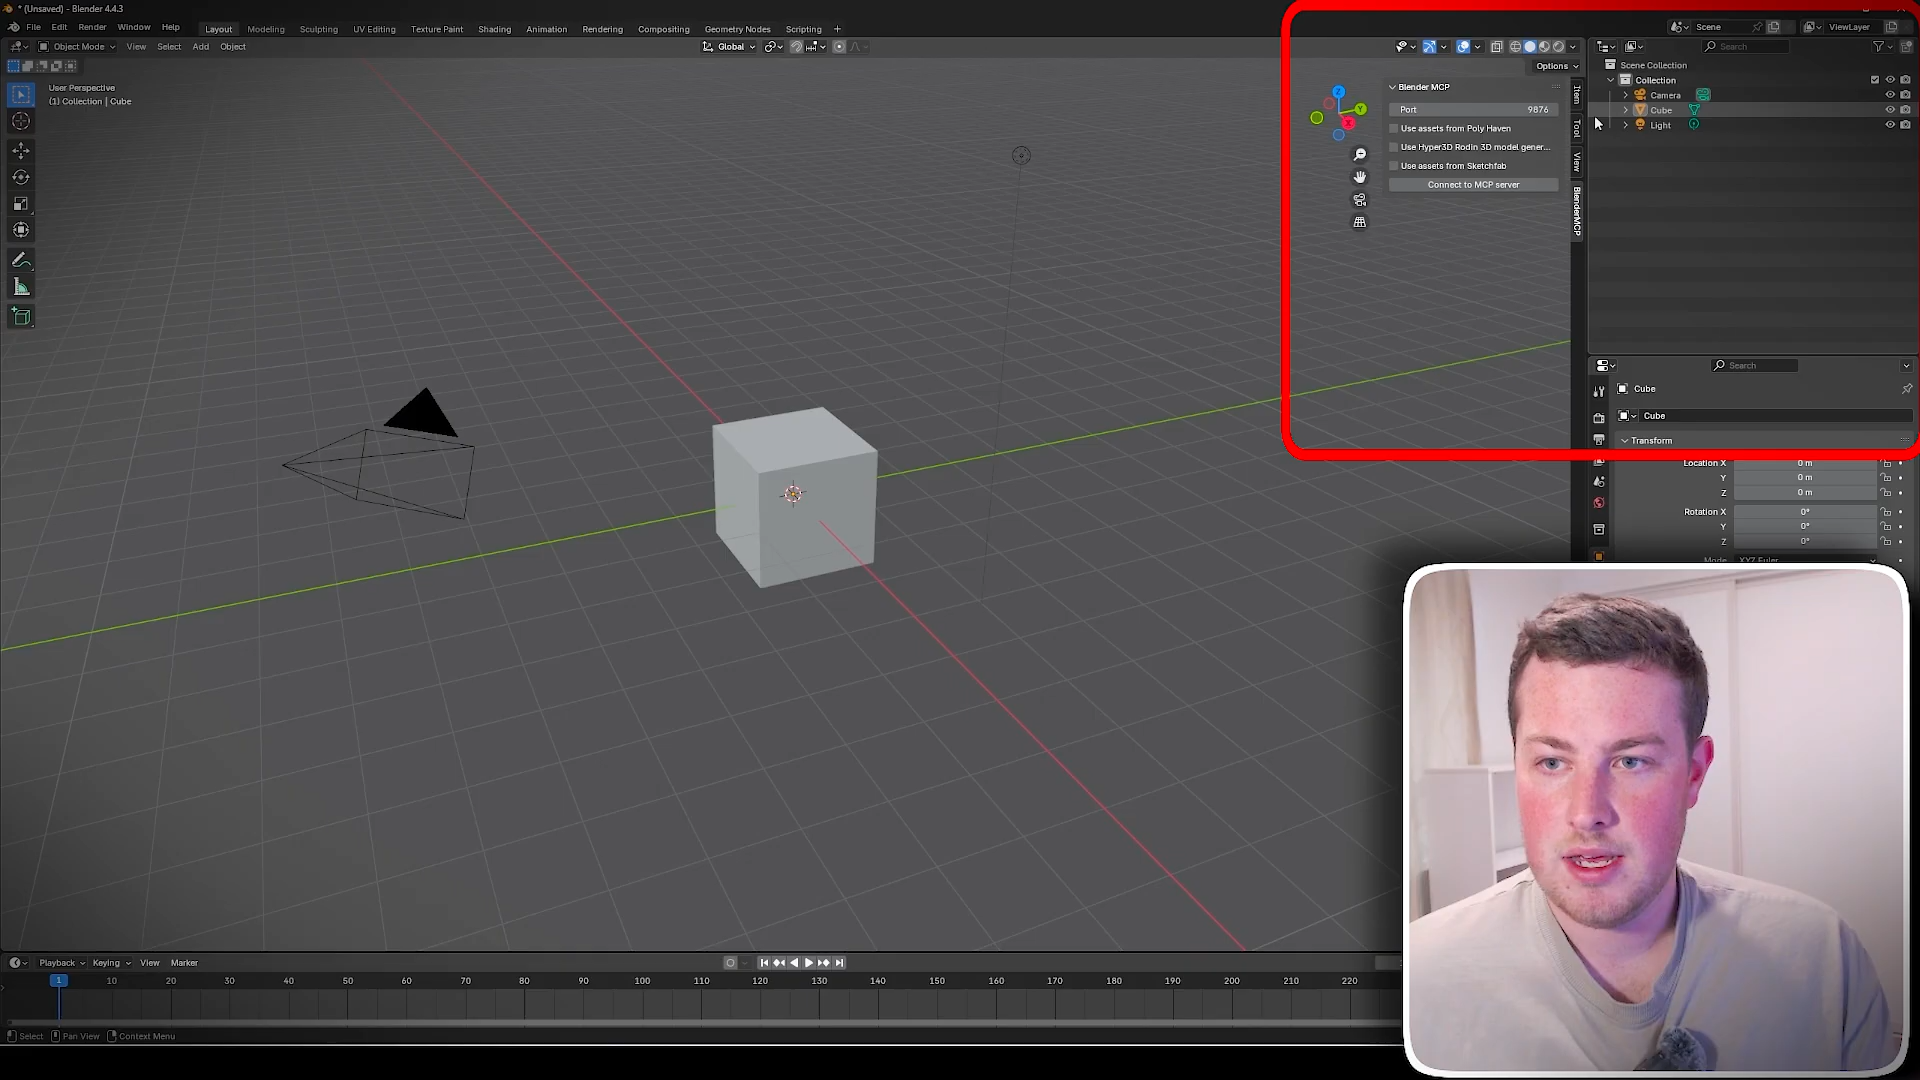 * (Unsaved) - Blender 4.4.3
File Edit Render Window Help Layout Modeling Sculpting UV Editing Texture Paint Shading Animation Rendering Compositing Geometry Nodes Scripting + Scene ViewLayer
Object Mode View Select Add Object Global Search
Options
User Perspective
(1) Collection | Cube
Z
Y
X
Blender MCP
Port 9876
Use assets from Poly Haven
Use Hyper3D Rodin 3D model gener...
Use assets from Sketchfab
Connect to MCP server
Item
Tool
View
BlenderMCP
Scene Collection
Collection
Camera
Cube
Light
Search
Cube
Cube
Transform
Location X 0 m
Y 0 m
Z 0 m
Rotation X 0°
Y 0°
Z 0°
Mode XYZ Euler
Playback Keying View Marker
1 10 20 30 40 50 60 70 80 90 100 110 120 130 140 150 160 170 180 190 200 210 220
Select Pan View Context Menu